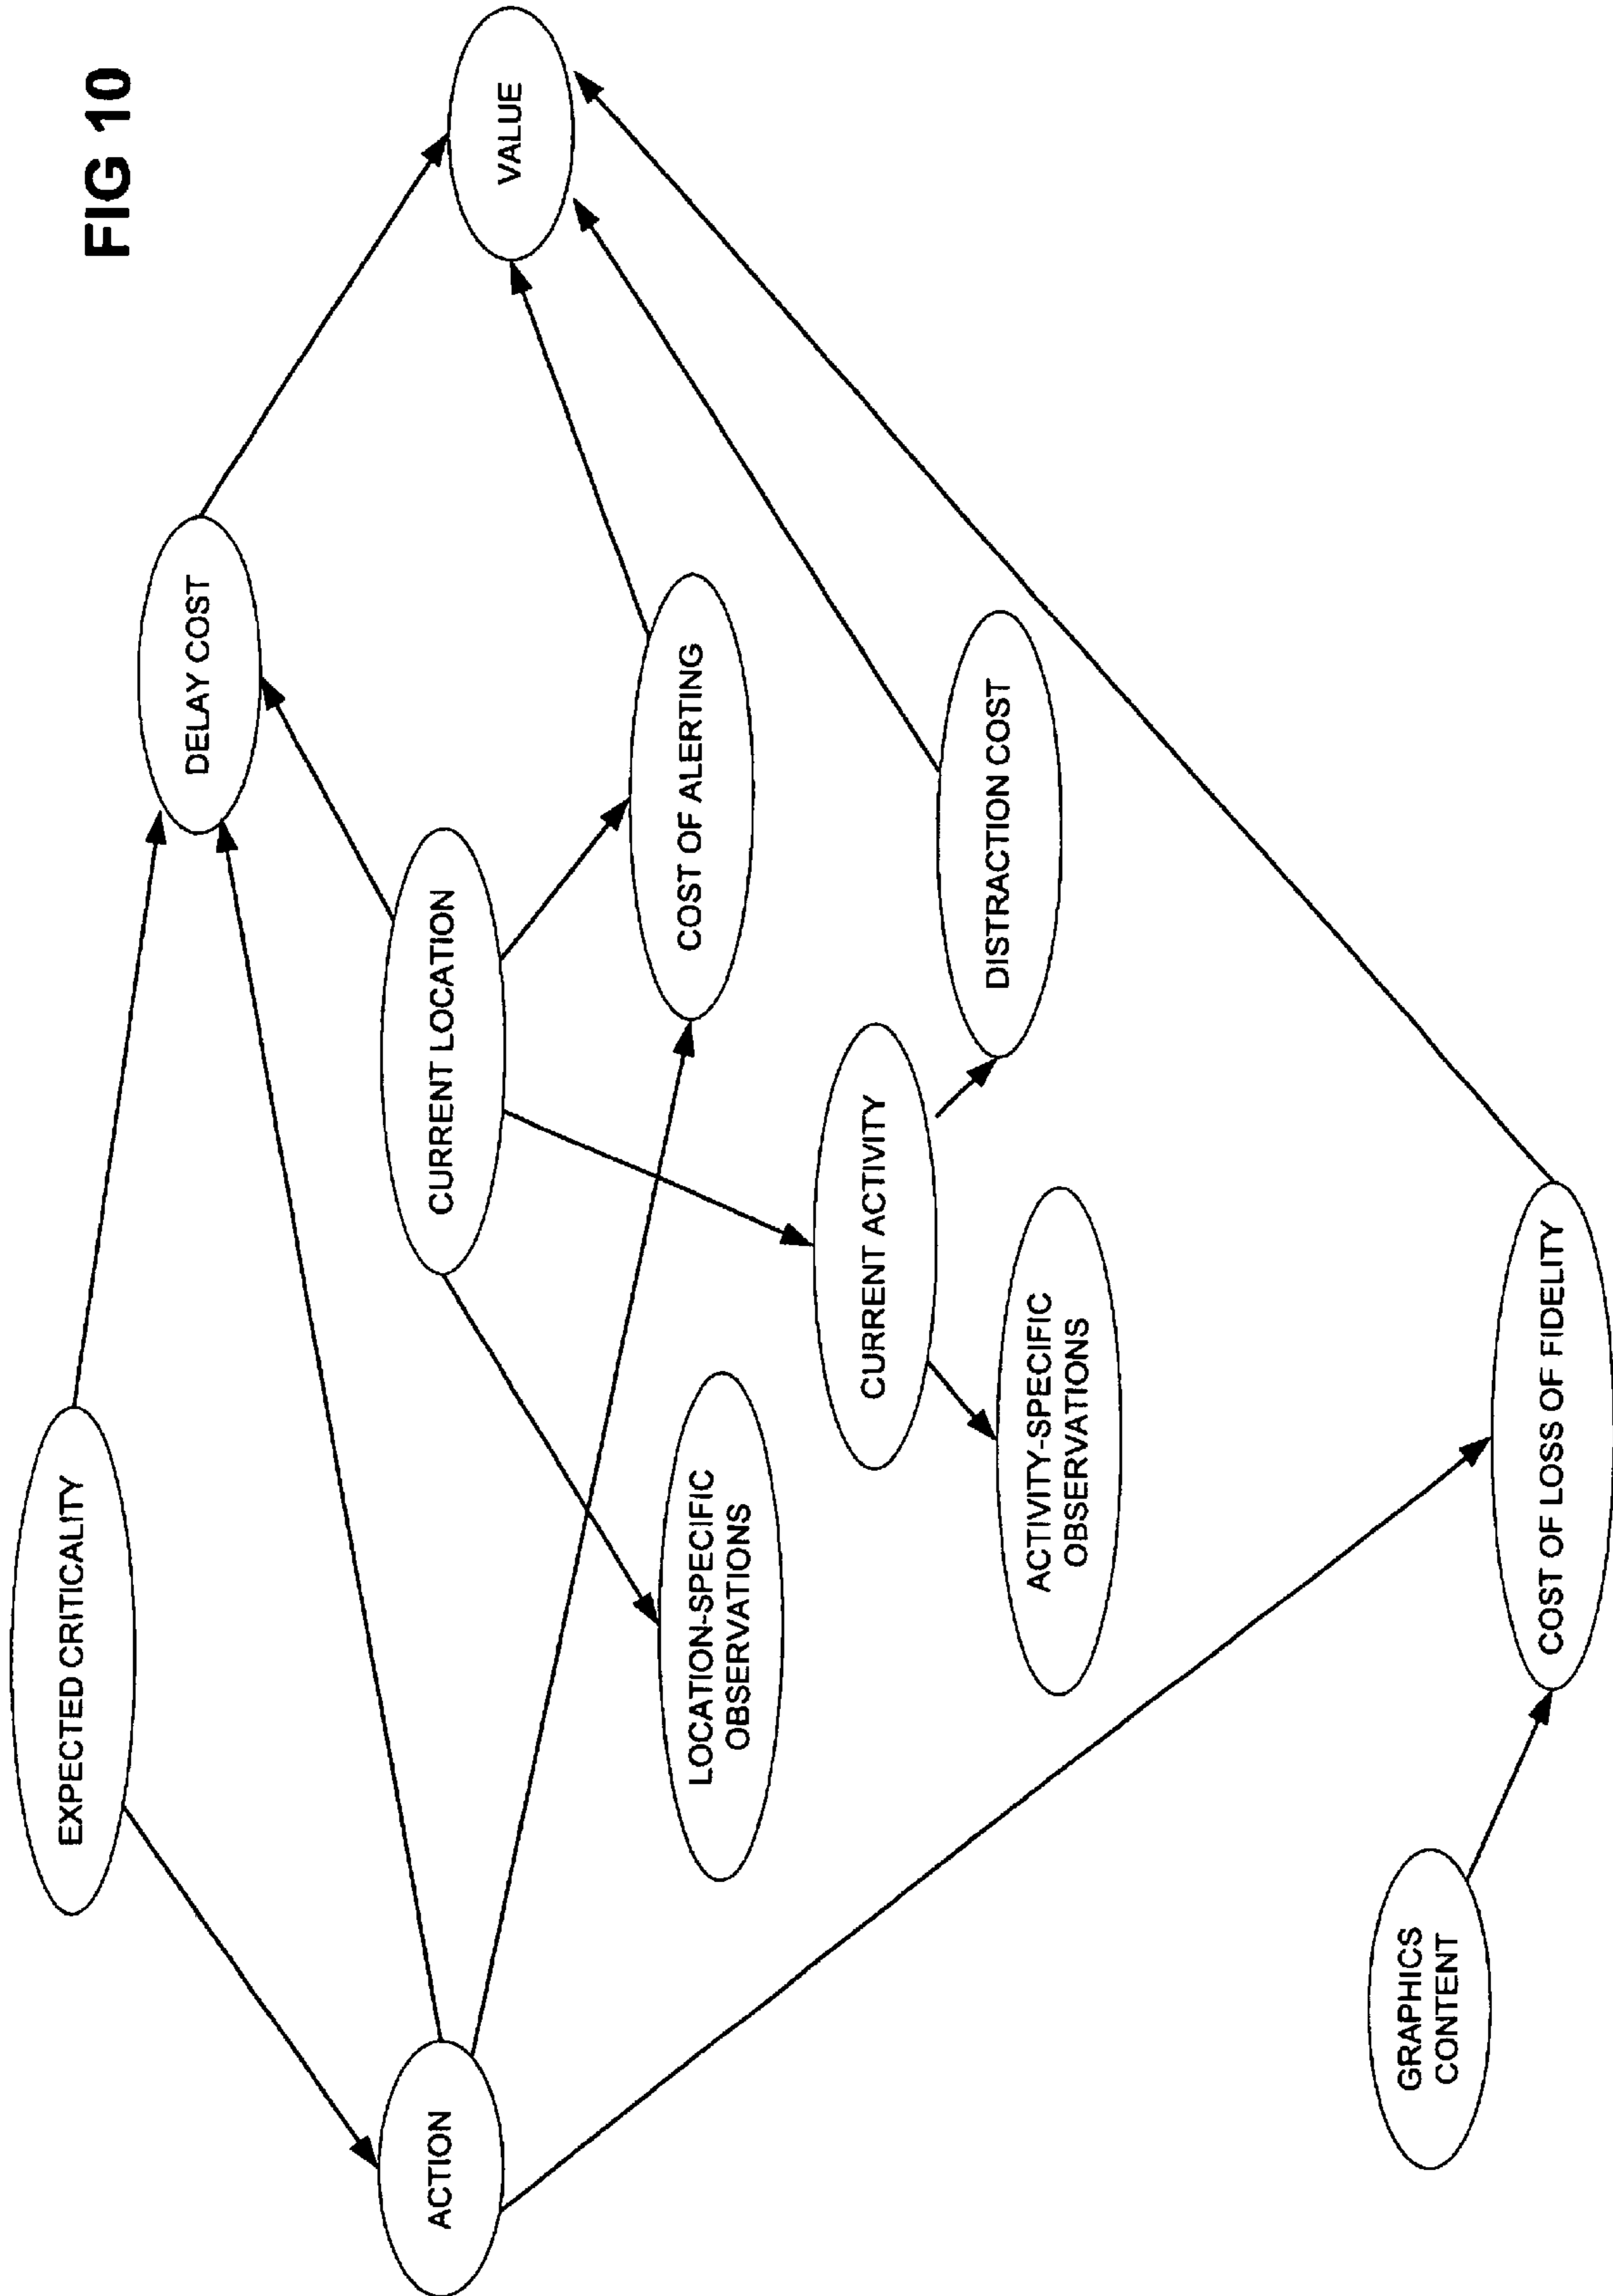 FIG 10
EXPECTED CRITICALITY
DELAY COST
ACTION
CURRENT LOCATION
VALUE
LOCATION-SPECIFIC
OBSERVATIONS
COST OF ALERTING
CURRENT ACTIVITY
ACTIVITY-SPECIFIC
OBSERVATIONS
DISTRACTION COST
GRAPHICS
CONTENT
COST OF LOSS OF FIDELITY